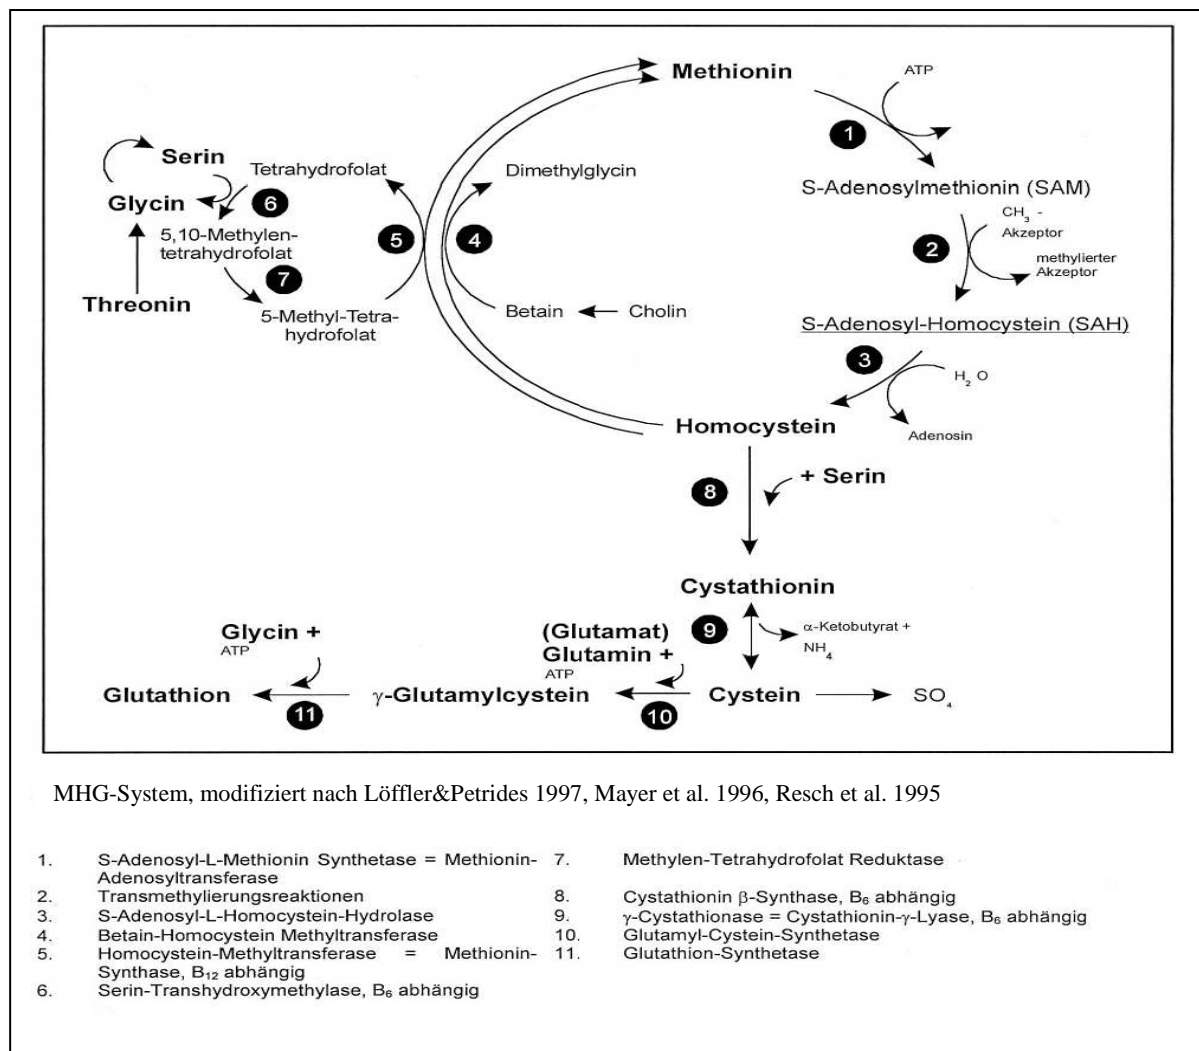 Methionin
ATP
1
S-Adenosylmethionin (SAM)
CH3 -
Akzeptor
2
methylierter
Akzeptor
S-Adenosyl-Homocystein (SAH)
3
H2 O
Adenosin
Homocystein
Serin
Glycin
Threonin
Tetrahydrofolat
6
5,10-Methylen-
tetrahydrofolat
7
5-Methyl-Tetra-
hydrofolat
5
Dimethylglycin
4
Betain
Cholin
+ Serin
8
Cystathionin
9
α-Ketobutyrat +
NH4
Glycin +
ATP
(Glutamat)
Glutamin +
ATP
Glutathion
11
γ-Glutamylcystein
10
Cystein
SO4
MHG-System, modifiziert nach Löffler&Petrides 1997, Mayer et al. 1996, Resch et al. 1995
1. S-Adenosyl-L-Methionin Synthetase = Methionin-
Adenosyltransferase
2. Transmethylierungsreaktionen
3. S-Adenosyl-L-Homocystein-Hydrolase
4. Betain-Homocystein Methyltransferase
5. Homocystein-Methyltransferase = Methionin-
Synthase, B12 abhängig
6. Serin-Transhydroxymethylase, B6 abhängig
7. Methylen-Tetrahydrofolat Reduktase
8. Cystathionin β-Synthase, B6 abhängig
9. γ-Cystathionase = Cystathionin-γ-Lyase, B6 abhängig
10. Glutamyl-Cystein-Synthetase
11. Glutathion-Synthetase